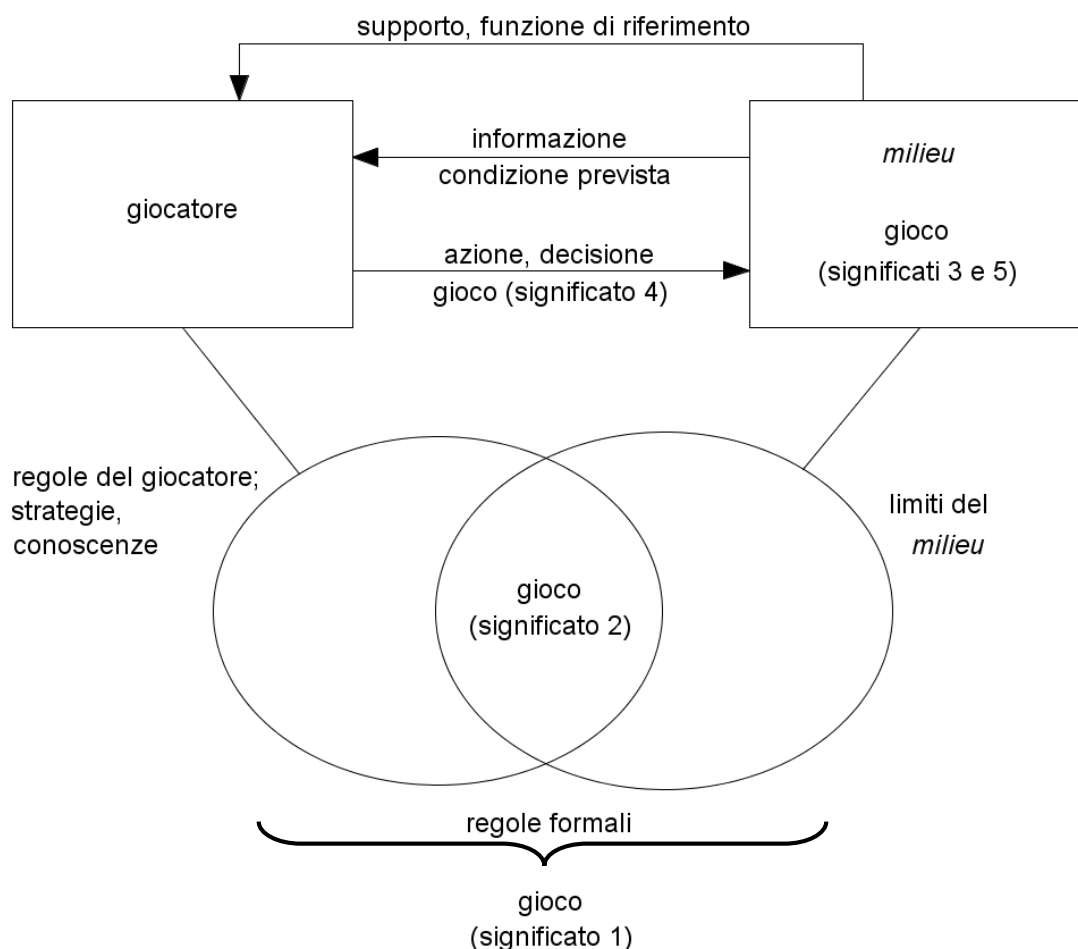 supporto, funzione di riferimento
informazione
condizione prevista
milieu
giocatore
gioco
(significati 3 e 5)
azione, decisione
gioco (significato 4)
regole del giocatore;
strategie,
conoscenze
limiti del
milieu
gioco
(significato 2)
regole formali
gioco
(significato 1)